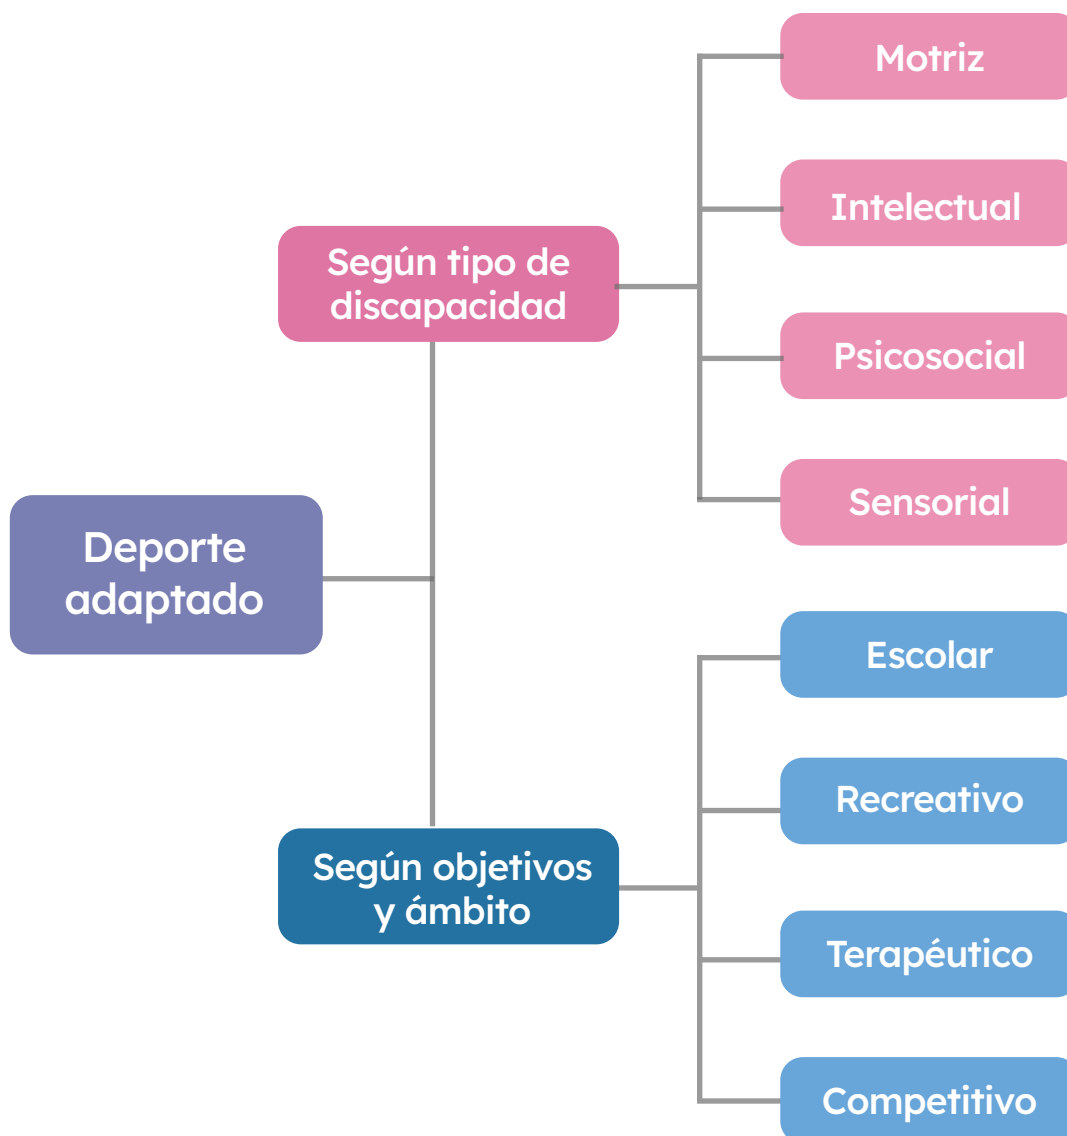 Deporte
adaptado
Según tipo de
discapacidad
Motriz
Intelectual
Psicosocial
Sensorial
Según objetivos
y ámbito
Escolar
Recreativo
Terapéutico
Competitivo